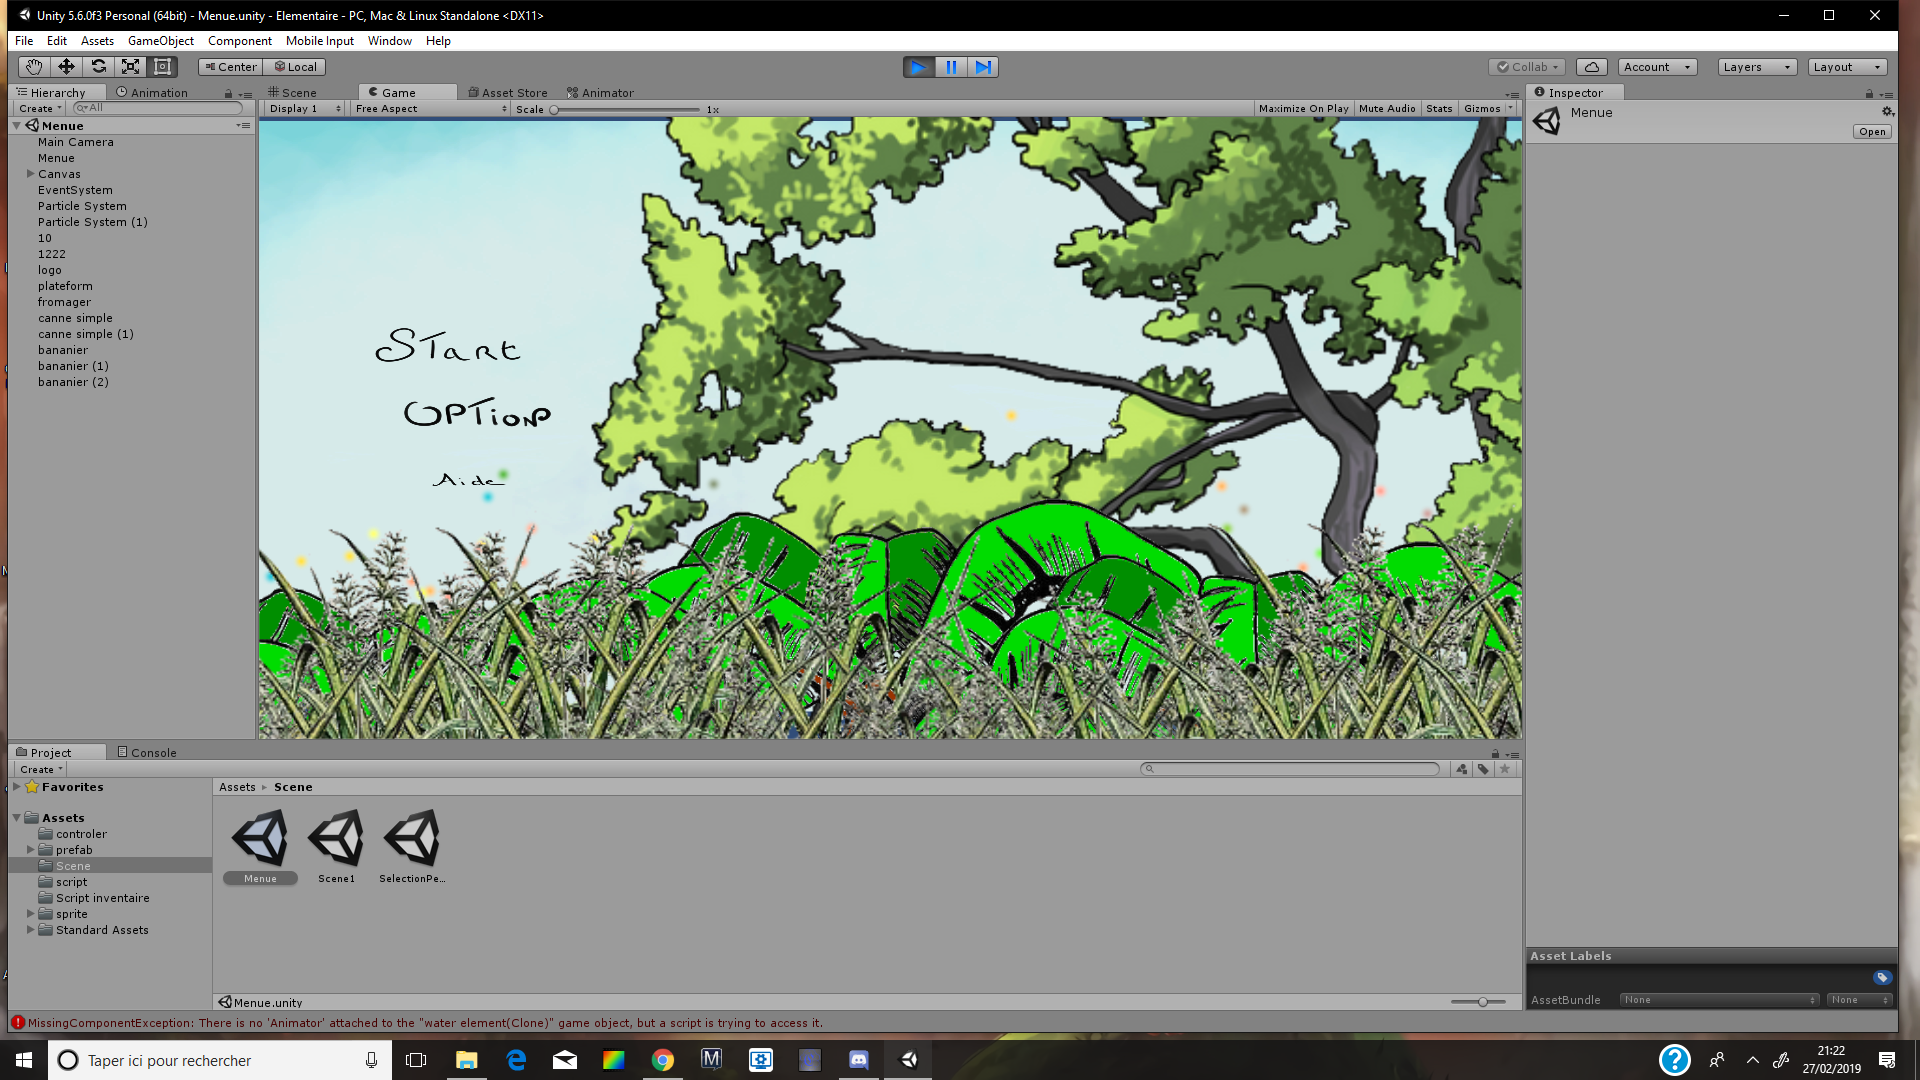 Unity 5.6.0f3 Personal (64bit) - Menue.unity - Elementaire - PC, Mac & Linux Standalone <DX11>
File Edit Assets GameObject Component Mobile Input Window Help
Center Local Collab Account Layers Layout
Hierarchy Animation Scene Game Asset Store Animator Inspector
Create All Display 1 Free Aspect Scale 1x Maximize On Play Mute Audio Stats Gizmos
Menue
Open
Menue
Main Camera
Menue
Canvas
EventSystem
Particle System
Particle System (1)
10
1222
logo
plateform
fromager
canne simple
canne simple (1)
bananier
bananier (1)
bananier (2)
START
OPTION
Aide
Project Console
Create
Favorites
Assets
controler
prefab
Scene
script
Script inventaire
sprite
Standard Assets
Assets Scene
Menue Scene1 SelectionPe...
Menue.unity
Asset Labels
AssetBundle None None
MissingComponentException: There is no 'Animator' attached to the "water element(Clone)" game object, but a script is trying to access it.
Taper ici pour rechercher
21:22
27/02/2019